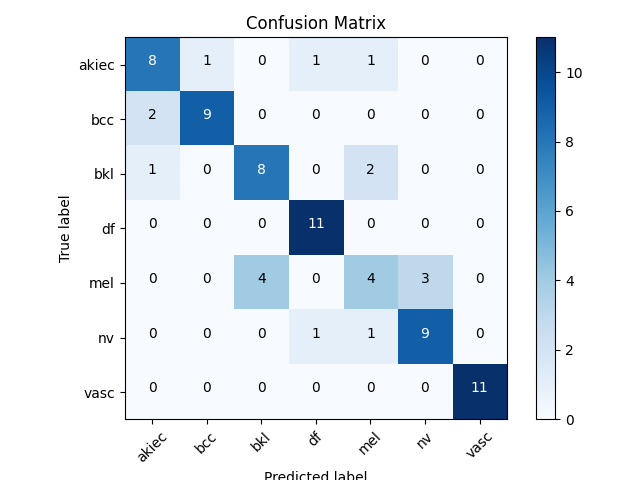 Confusion Matrix
akiec 8 1 0 1 1 0 0
bcc 2 9 0 0 0 0 0
bkl 1 0 8 0 2 0 0
df 0 0 0 11 0 0 0
mel 0 0 4 0 4 3 0
nv 0 0 0 1 1 9 0
vasc 0 0 0 0 0 0 11
akiec bcc bkl df mel nv vasc
True label
Predicted label
10
8
6
4
2
0